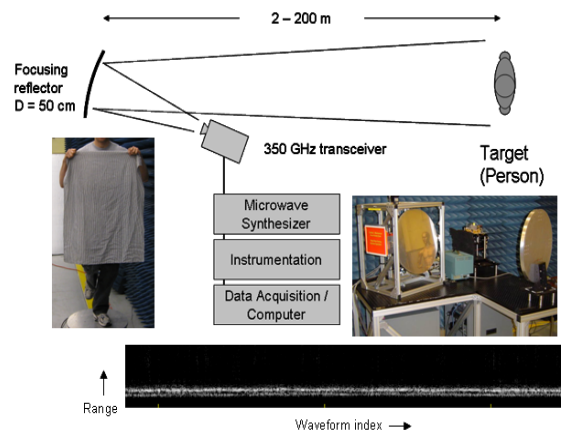 2 – 200 m
Focusing
reflector
D = 50 cm
350 GHz transceiver
Target
(Person)
Microwave
Synthesizer
Instrumentation
Data Acquisition /
Computer
Range
Waveform index